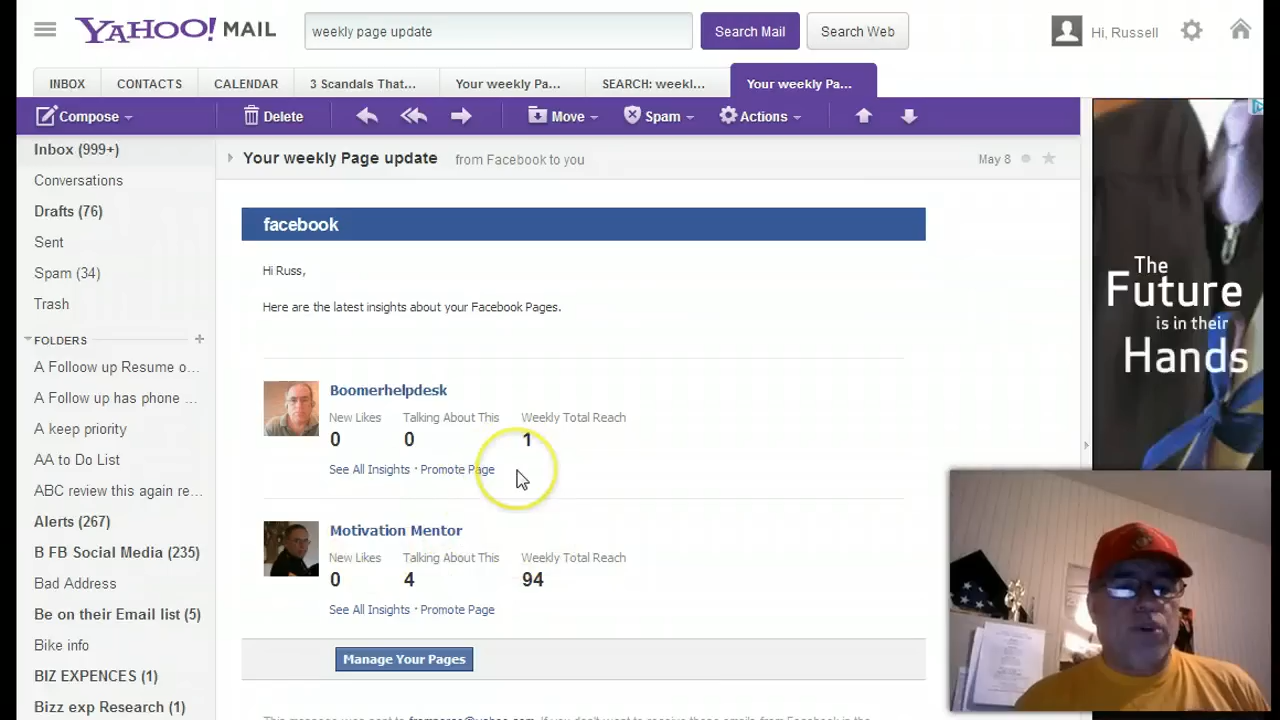 YAHOO! MAIL
weekly page update
Search Mail
Search Web
Hi, Russell
INBOX
CONTACTS
CALENDAR
3 Scandals That...
Your weekly Pa...
SEARCH: weekl...
Your weekly Pa...
Compose
Delete
Move
Spam
Actions
Inbox (999+)
Conversations
Drafts (76)
Sent
Spam (34)
Trash
FOLDERS
A Folloow up Resume o...
A Follow up has phone ...
A keep priority
AA to Do List
ABC review this again re...
Alerts (267)
B FB Social Media (235)
Bad Address
Be on their Email list (5)
Bike info
BIZ EXPENCES (1)
Bizz exp Research (1)
Your weekly Page update from Facebook to you
May 8
facebook
Hi Russ,
Here are the latest insights about your Facebook Pages.
Boomerhelpdesk
New Likes Talking About This Weekly Total Reach
0 0 1
See All Insights · Promote Page
Motivation Mentor
New Likes Talking About This Weekly Total Reach
0 4 94
See All Insights · Promote Page
Manage Your Pages
The
Future
is in their
Hands